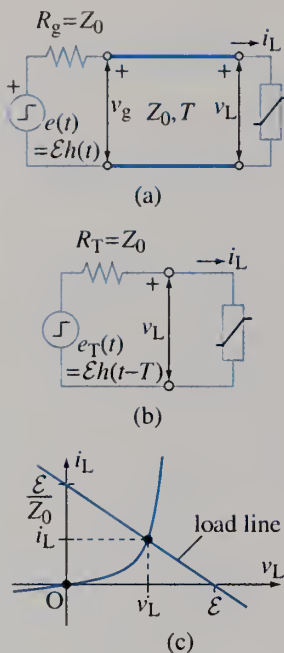 R_g=Z_0
i_L
+
+
+
v_g
Z_0, T
v_L
e(t)
=ℰh(t)
(a)
R_T=Z_0
i_L
+
v_L
e_T(t)
=ℰh(t−T)
(b)
i_L
ℰ/Z_0
load line
i_L
v_L
O
v_L
ℰ
(c)